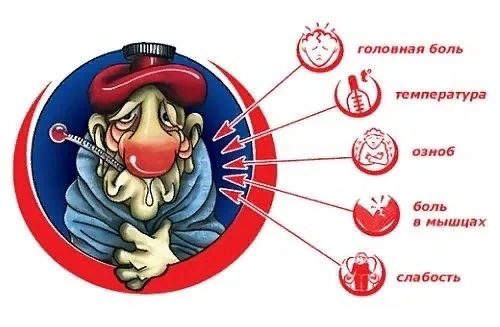 головная боль
t°
температура
озноб
боль
в мышцах
слабость